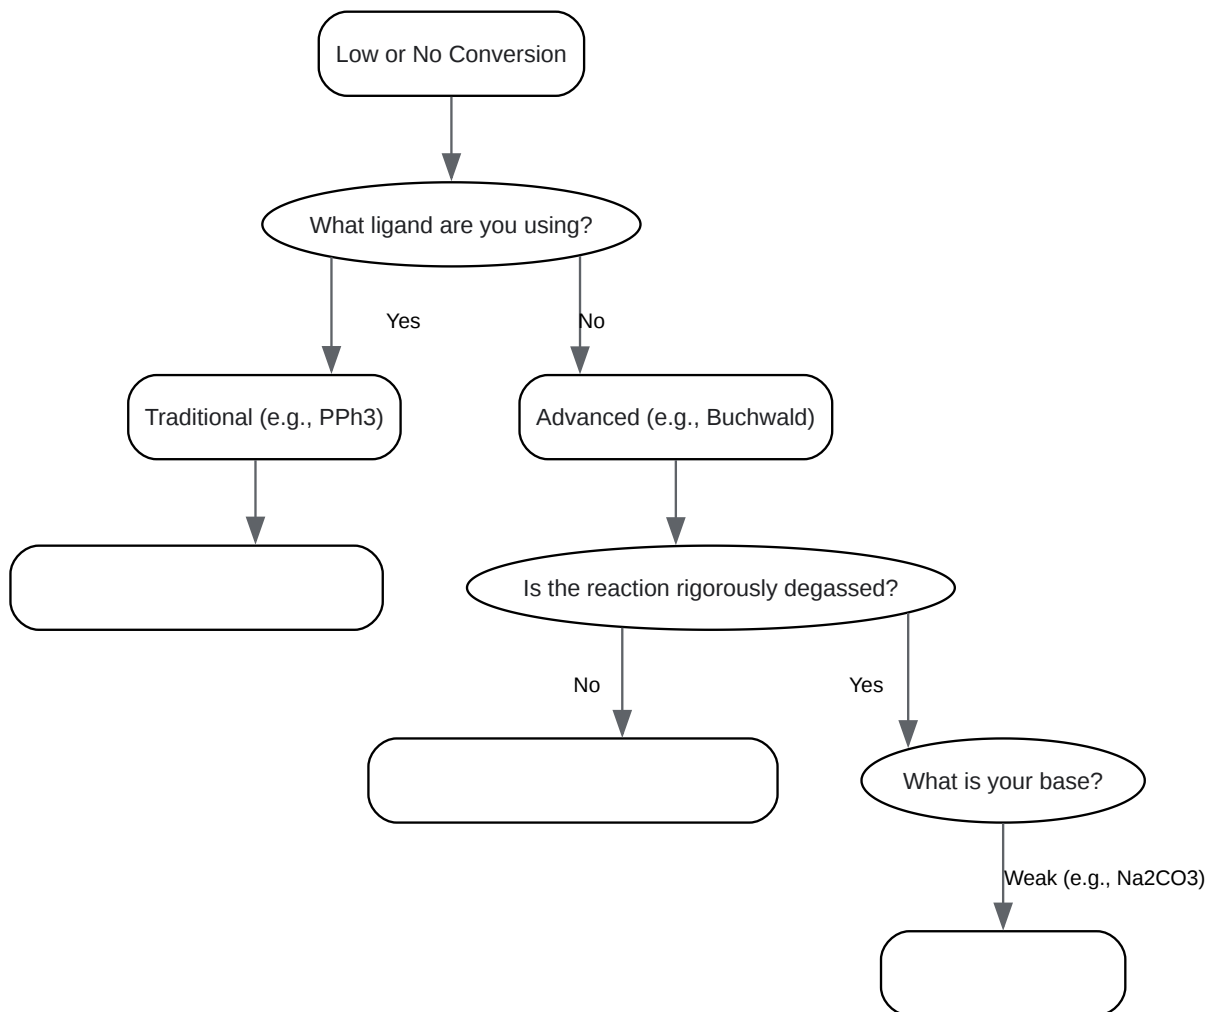 Low or No Conversion
What ligand are you using?
Yes
No
Traditional (e.g., PPh3)
Advanced (e.g., Buchwald)
Is the reaction rigorously degassed?
No
Yes
What is your base?
Weak (e.g., Na2CO3)